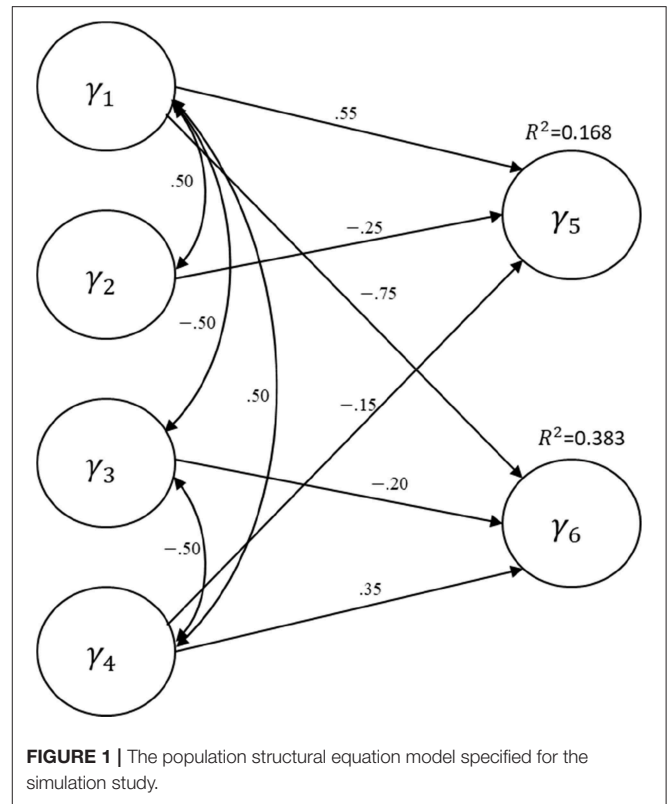 γ₁
.55
R²=0.168
.50
γ₅
−.25
γ₂
−.75
−.50
.50
−.15
R²=0.383
γ₃
−.20
γ₆
−.50
.35
γ₄
FIGURE 1 | The population structural equation model specified for the
simulation study.